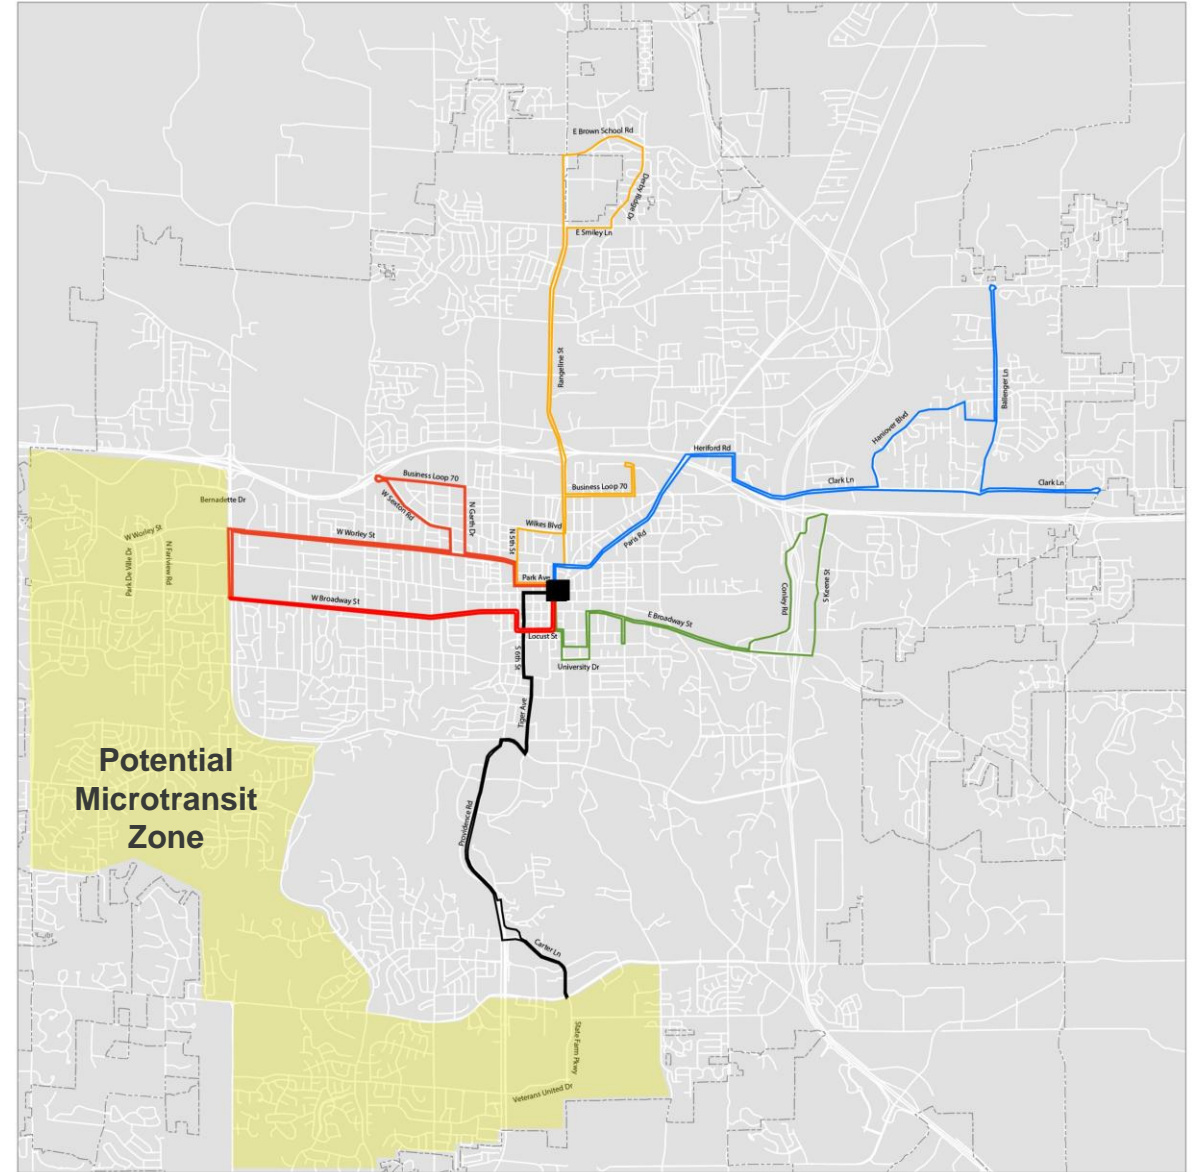 E Brown School Rd
Derby Ridge Dr
E Smiley Ln
Rangeline St
Ballenger Ln
Hanover Blvd
Heriford Rd
Clark Ln
Clark Ln
Business Loop 70
Business Loop 70
W Sexton Rd
N Garth Dr
Bernadette Dr
W Worley St
W Worley St
Park De Ville Dr
N Fairview Rd
N 5th St
Wilkes Blvd
Paris Rd
Park Ave
Conley Rd
S Keene St
W Broadway St
E Broadway St
Locust St
S 6th St
University Dr
Tiger Ave
Potential
Microtransit
Zone
Providence Rd
Carter Ln
State Farm Pkwy
Veterans United Dr